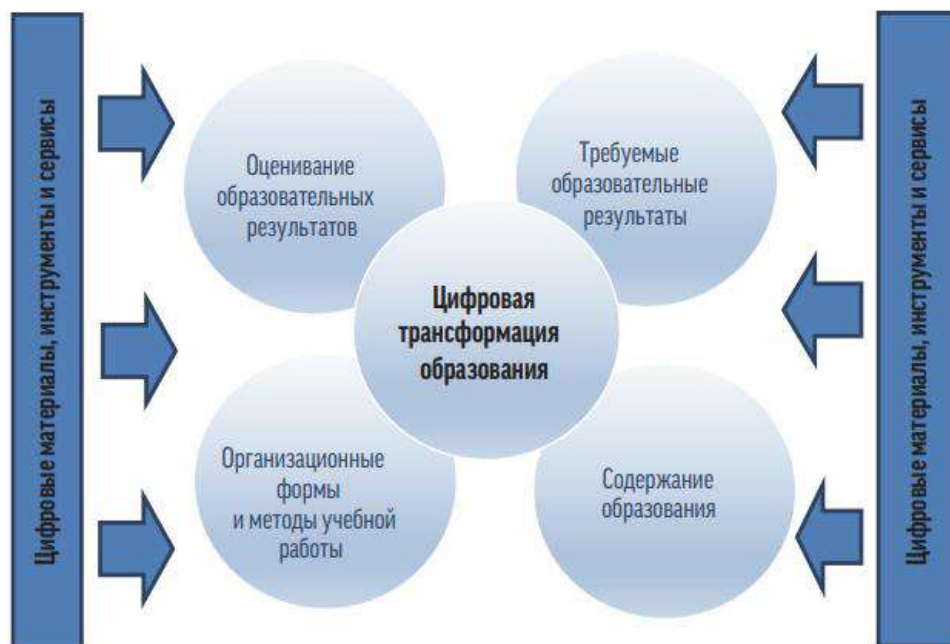 Цифровые материалы, инструменты и сервисы
Оценивание
образовательных
результатов
Требуемые
образовательные
результаты
Цифровая
трансформация
образования
Организационные
формы
и методы учебной
работы
Содержание
образования
Цифровые материалы, инструменты и сервисы